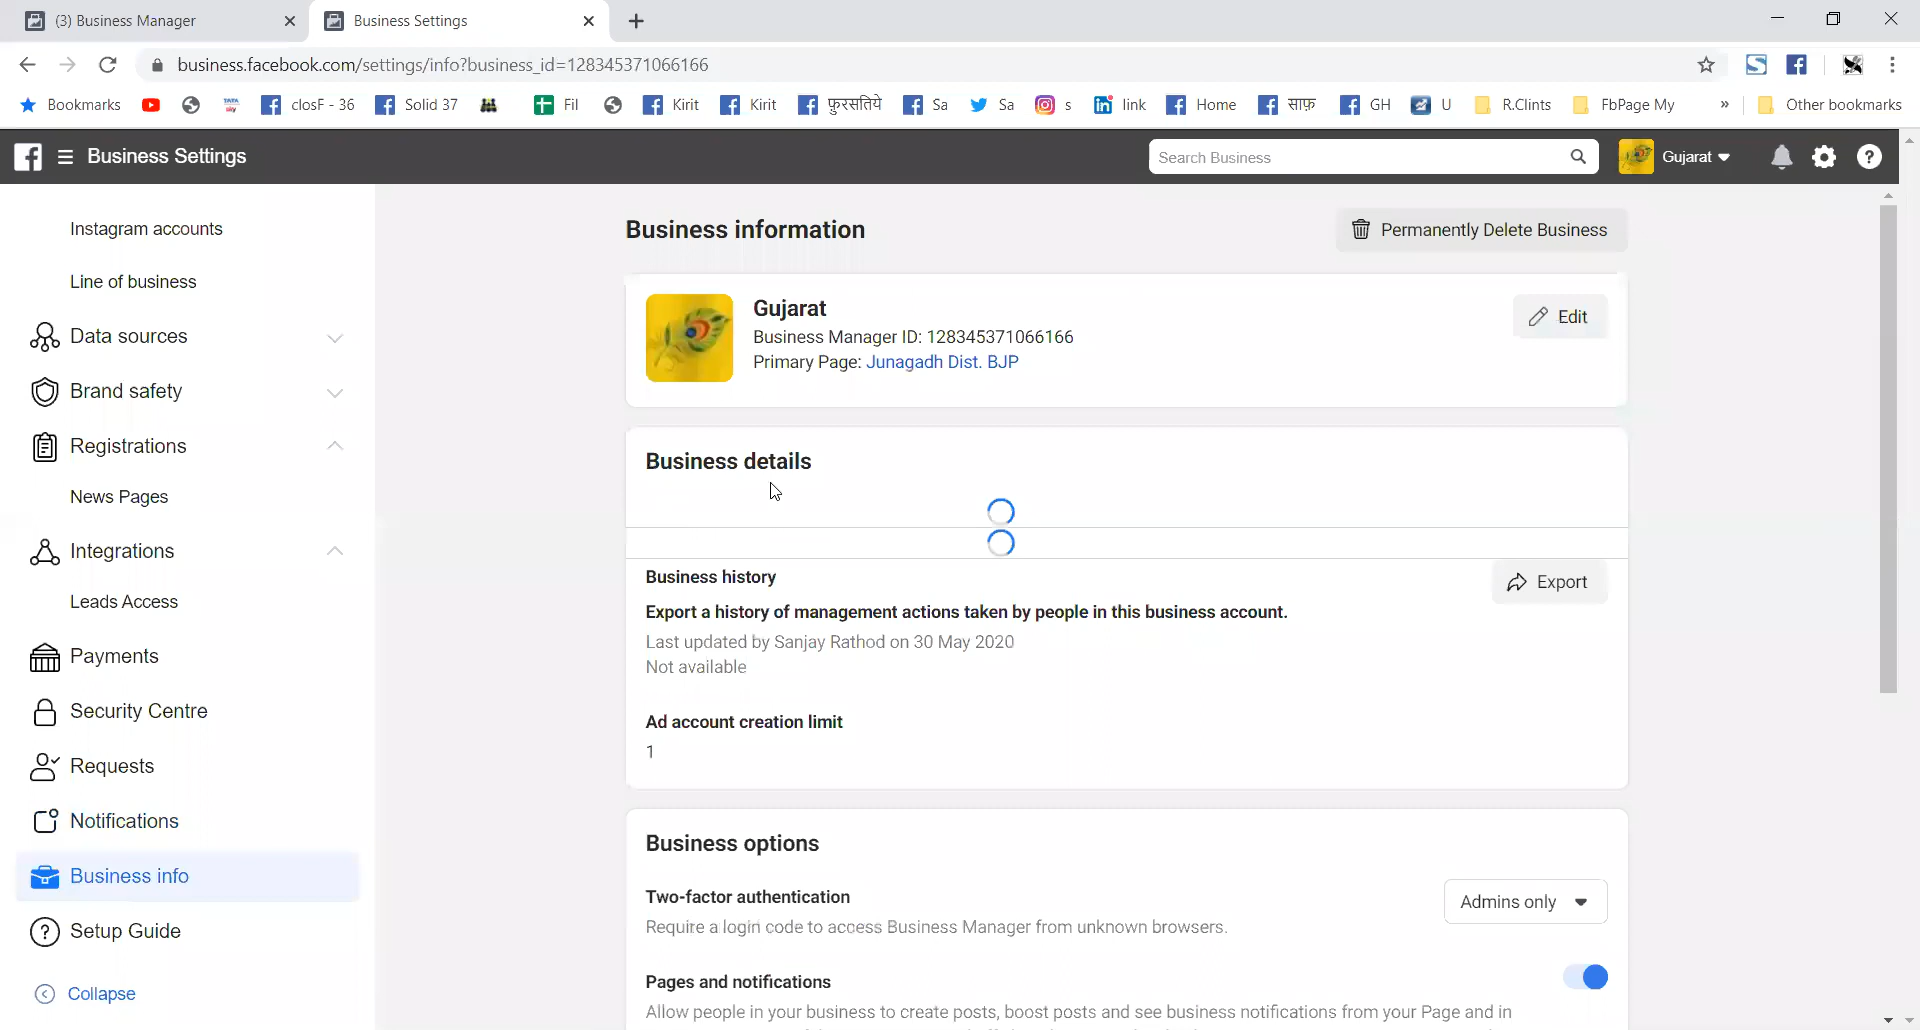 (3) Business Manager
Business Settings
business.facebook.com/settings/info?business_id=128345371066166
Bookmarks
TATA sky
closF - 36
Solid 37
Fil
Kirit
Kirit
फुरसतिये
Sa
Sa
s
link
Home
साफ़
GH
U
R.Clints
FbPage My
»
Other bookmarks
Business Settings
Search Business
Gujarat
Instagram accounts
Line of business
Data sources
Brand safety
Registrations
News Pages
Integrations
Leads Access
Payments
Security Centre
Requests
Notifications
Business info
Setup Guide
Collapse
Business information
Permanently Delete Business
Gujarat
Business Manager ID: 128345371066166
Primary Page: Junagadh Dist. BJP
Edit
Business details
Business history
Export
Export a history of management actions taken by people in this business account.
Last updated by Sanjay Rathod on 30 May 2020
Not available
Ad account creation limit
1
Business options
Two-factor authentication
Admins only
Require a login code to access Business Manager from unknown browsers.
Pages and notifications
Allow people in your business to create posts, boost posts and see business notifications from your Page and in